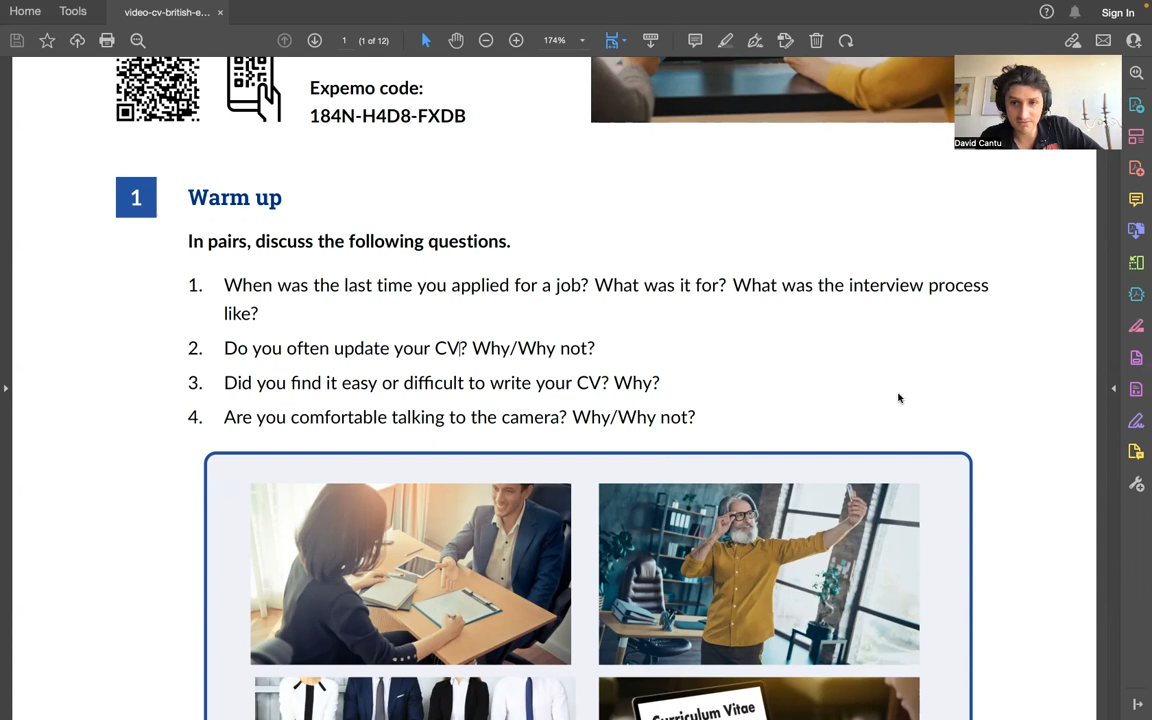 Home
Tools
video-cv-british-e...
Sign In
1
(1 of 12)
174%
Expemo code:
184N-H4D8-FXDB
David Cantu
1
Warm up
In pairs, discuss the following questions.
1. When was the last time you applied for a job? What was it for? What was the interview process
like?
2. Do you often update your CV? Why/Why not?
3. Did you find it easy or difficult to write your CV? Why?
4. Are you comfortable talking to the camera? Why/Why not?
Curriculum Vitae